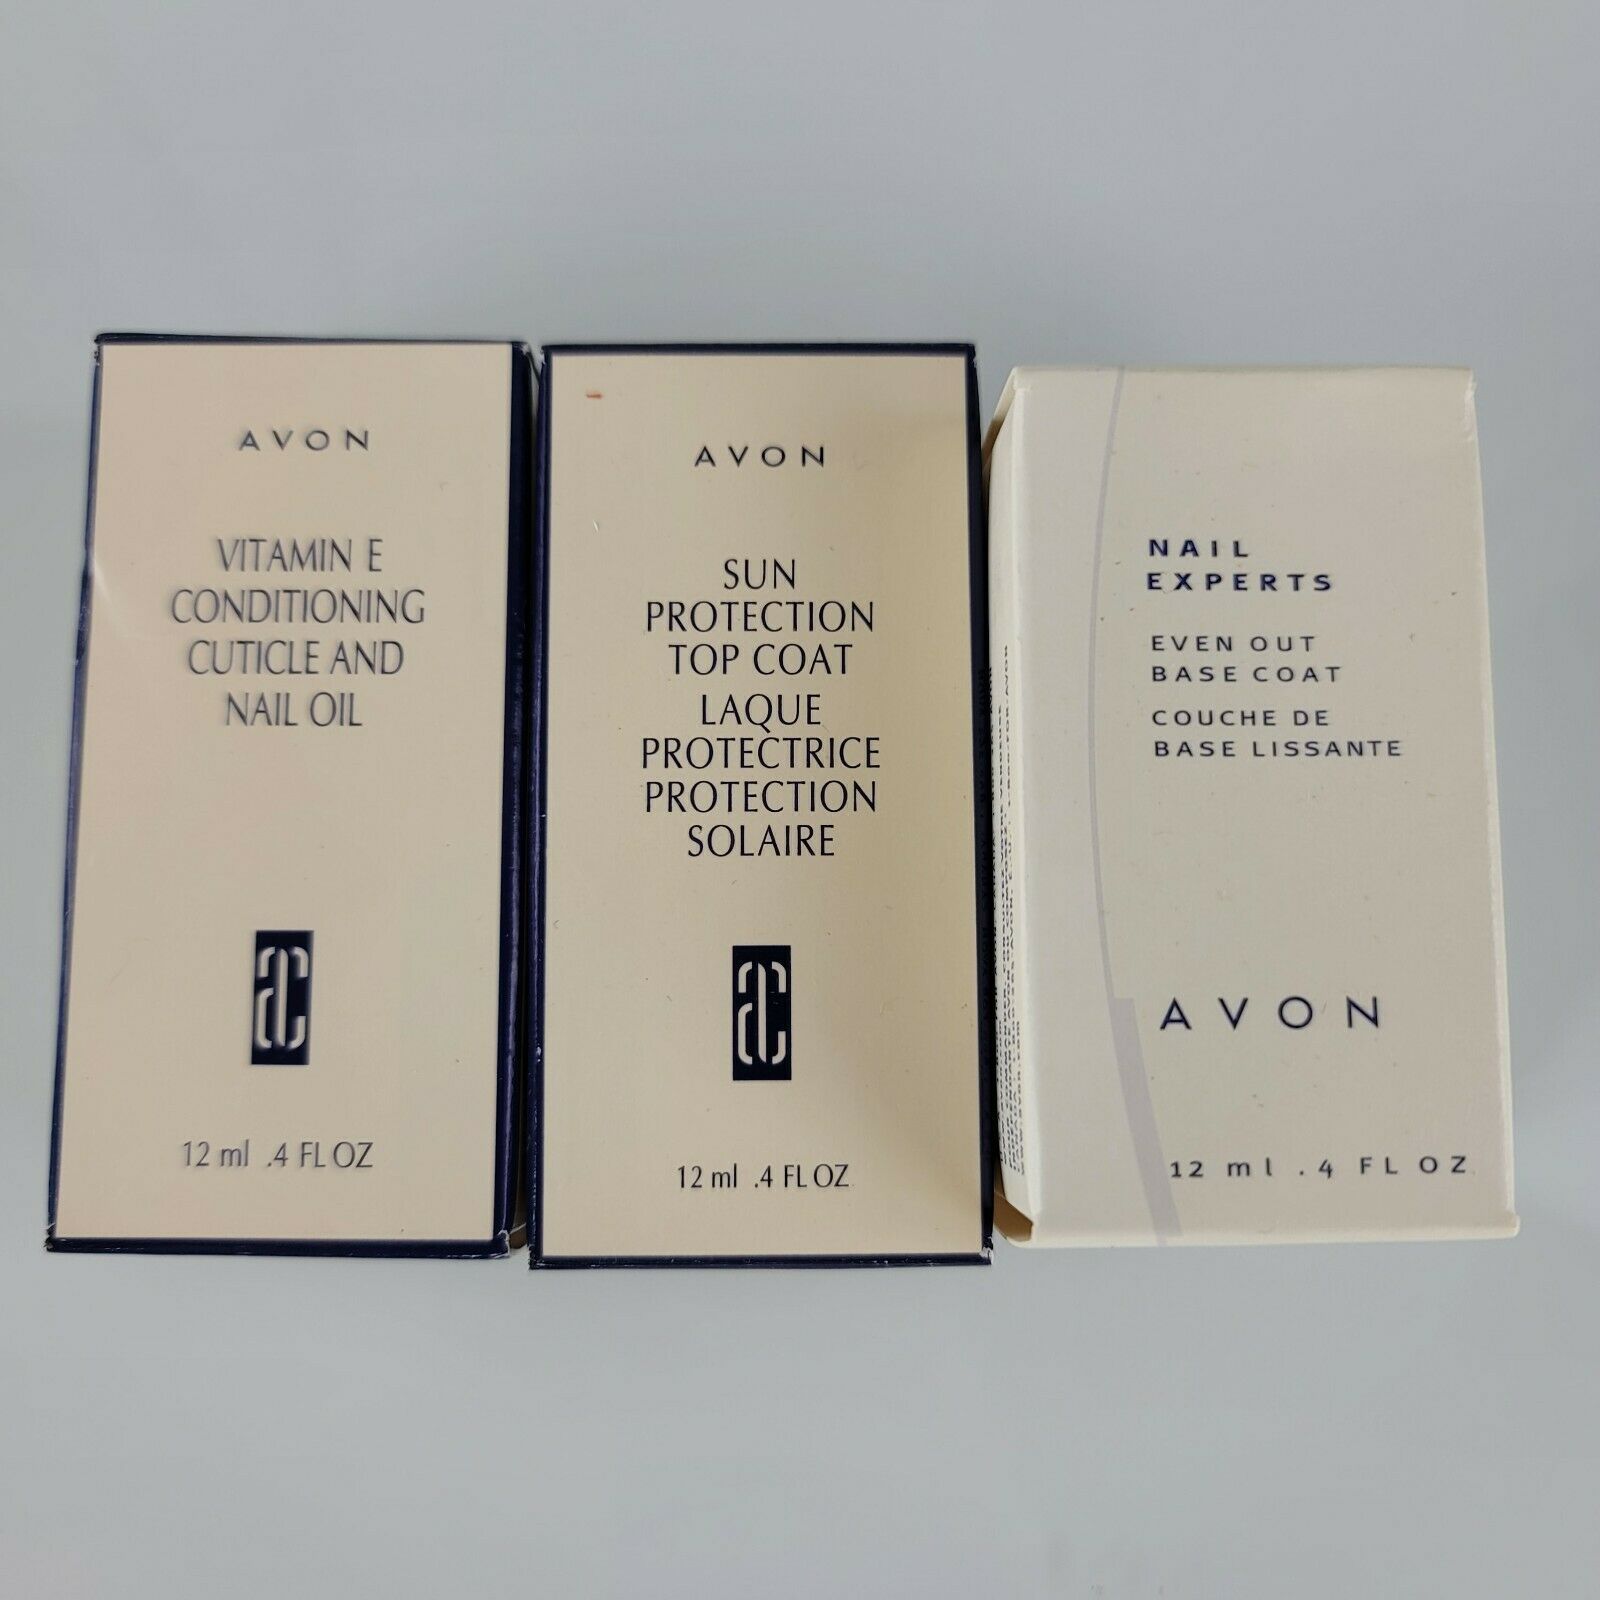 AVON
VITAMIN E
CONDITIONING
CUTICLE AND
NAIL OIL
12 ml .4 FL OZ
AVON
SUN
PROTECTION
TOP COAT
LAQUE
PROTECTRICE
PROTECTION
SOLAIRE
12 ml .4 FL OZ
NAIL
EXPERTS
EVEN OUT
BASE COAT
COUCHE DE
BASE LISSANTE
AVON
12 ml .4 FL OZ